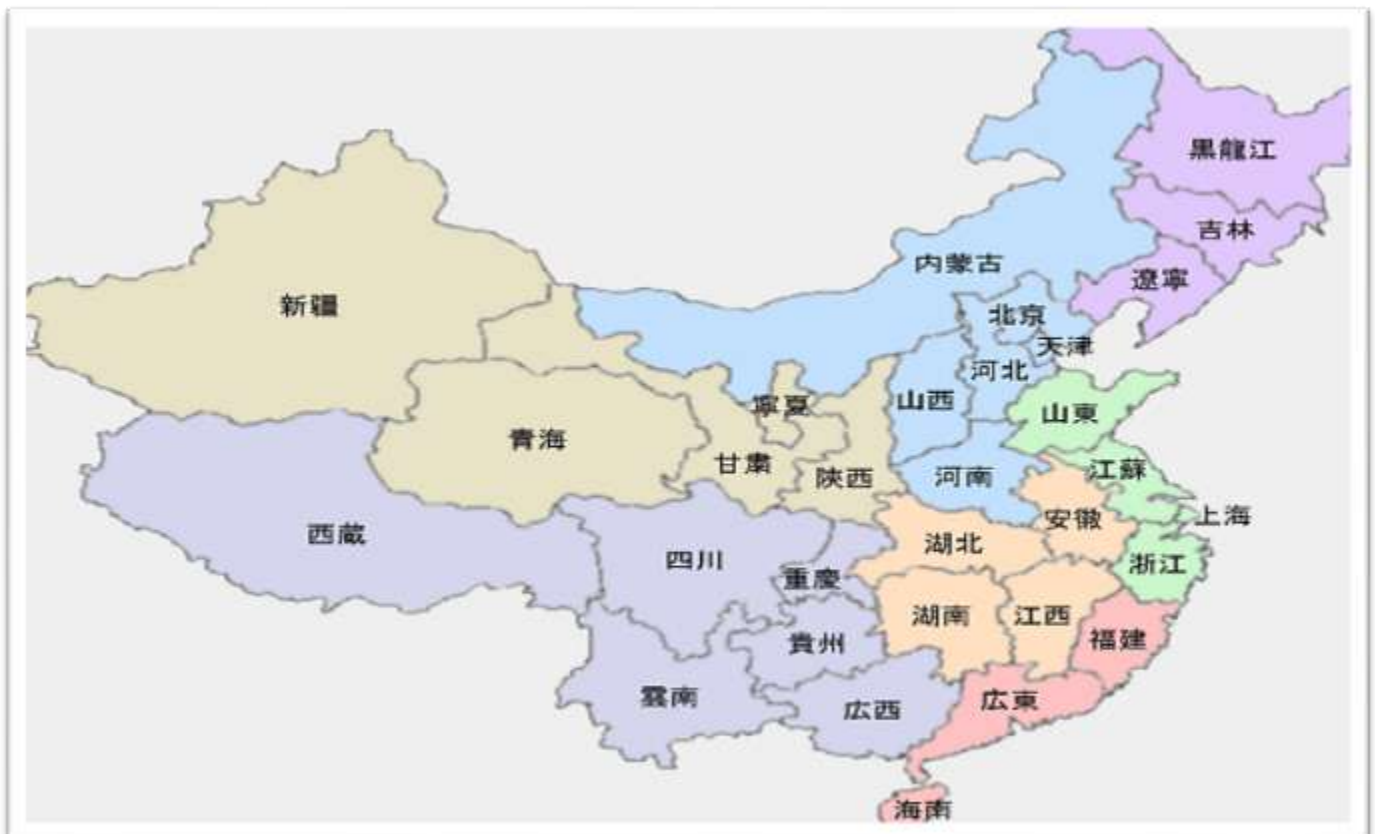 黒龍江
吉林
内蒙古
遼寧
新疆
北京
天津
河北
山西
寧夏
山東
青海
甘粛
陝西
河南
江蘇
安徽
上海
西蔵
四川
湖北
浙江
重慶
湖南
江西
福建
貴州
雲南
広西
広東
海南